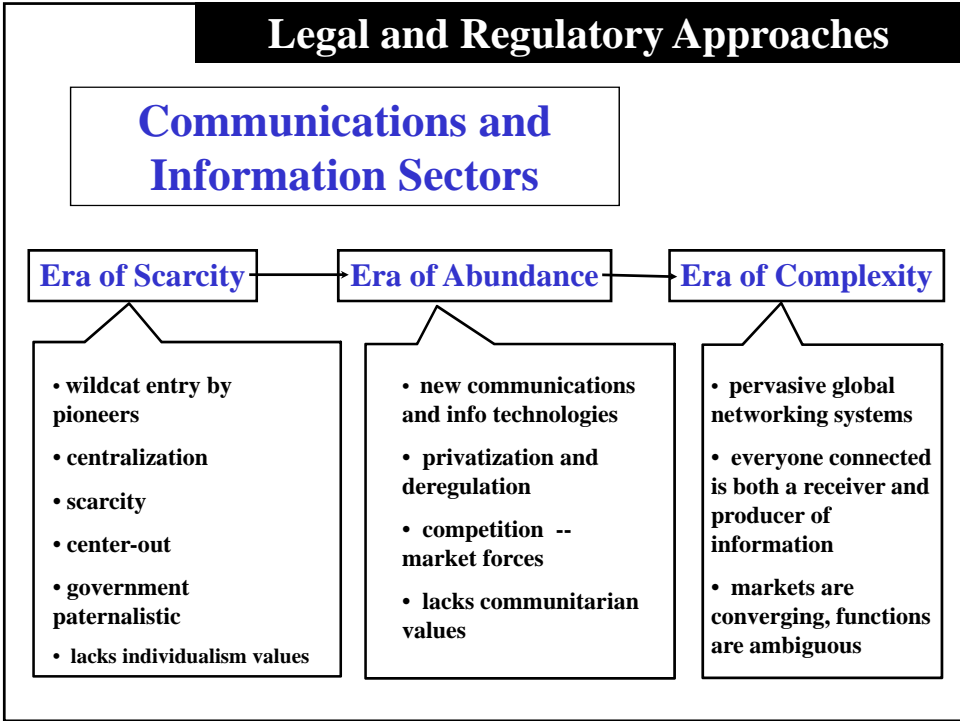 Legal and Regulatory Approaches
Communications and
Information Sectors
Era of Scarcity
Era of Abundance
Era of Complexity
• wildcat entry by
pioneers
• centralization
• scarcity
• center-out
• government
paternalistic
• lacks individualism values
• new communications
and info technologies
• privatization and
deregulation
• competition --
market forces
• lacks communitarian
values
• pervasive global
networking systems
• everyone connected
is both a receiver and
producer of
information
• markets are
converging, functions
are ambiguous